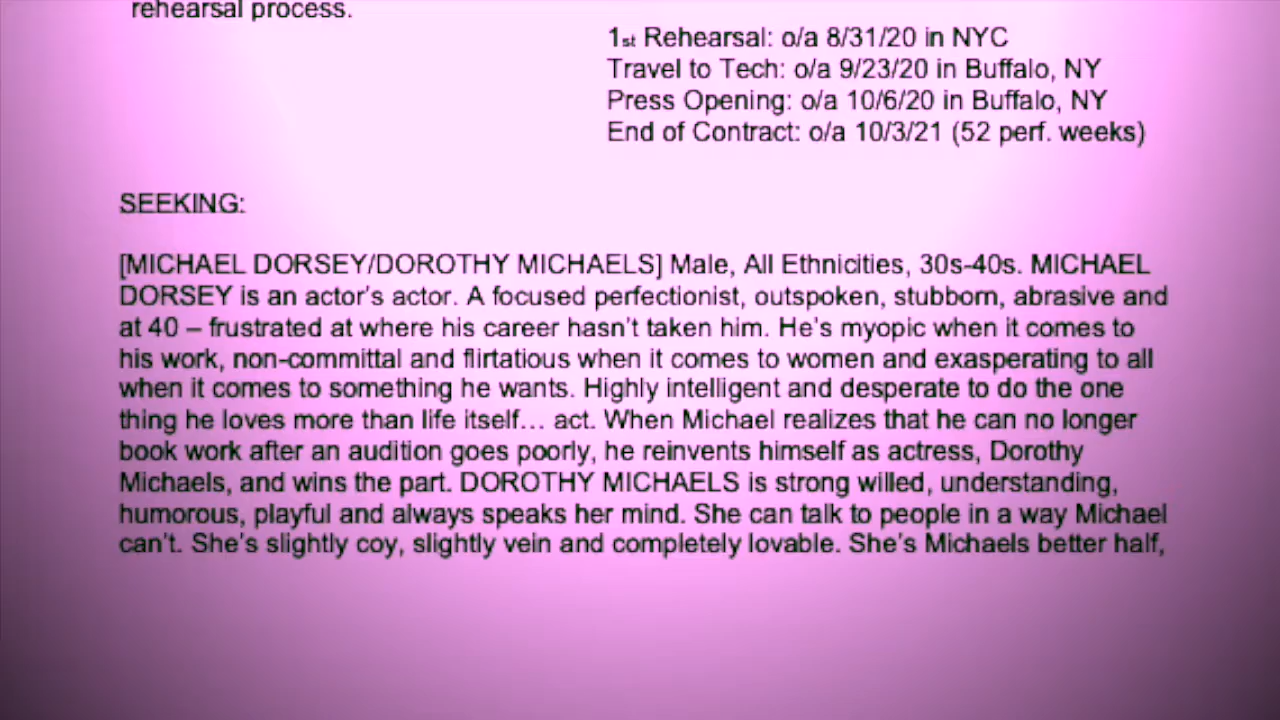 rehearsal process.
1st Rehearsal: o/a 8/31/20 in NYC
Travel to Tech: o/a 9/23/20 in Buffalo, NY
Press Opening: o/a 10/6/20 in Buffalo, NY
End of Contract: o/a 10/3/21 (52 perf. weeks)
SEEKING:
[MICHAEL DORSEY/DOROTHY MICHAELS] Male, All Ethnicities, 30s-40s. MICHAEL
DORSEY is an actor's actor. A focused perfectionist, outspoken, stubborn, abrasive and
at 40 – frustrated at where his career hasn't taken him. He's myopic when it comes to
his work, non-committal and flirtatious when it comes to women and exasperating to all
when it comes to something he wants. Highly intelligent and desperate to do the one
thing he loves more than life itself… act. When Michael realizes that he can no longer
book work after an audition goes poorly, he reinvents himself as actress, Dorothy
Michaels, and wins the part. DOROTHY MICHAELS is strong willed, understanding,
humorous, playful and always speaks her mind. She can talk to people in a way Michael
can't. She's slightly coy, slightly vein and completely lovable. She's Michaels better half,